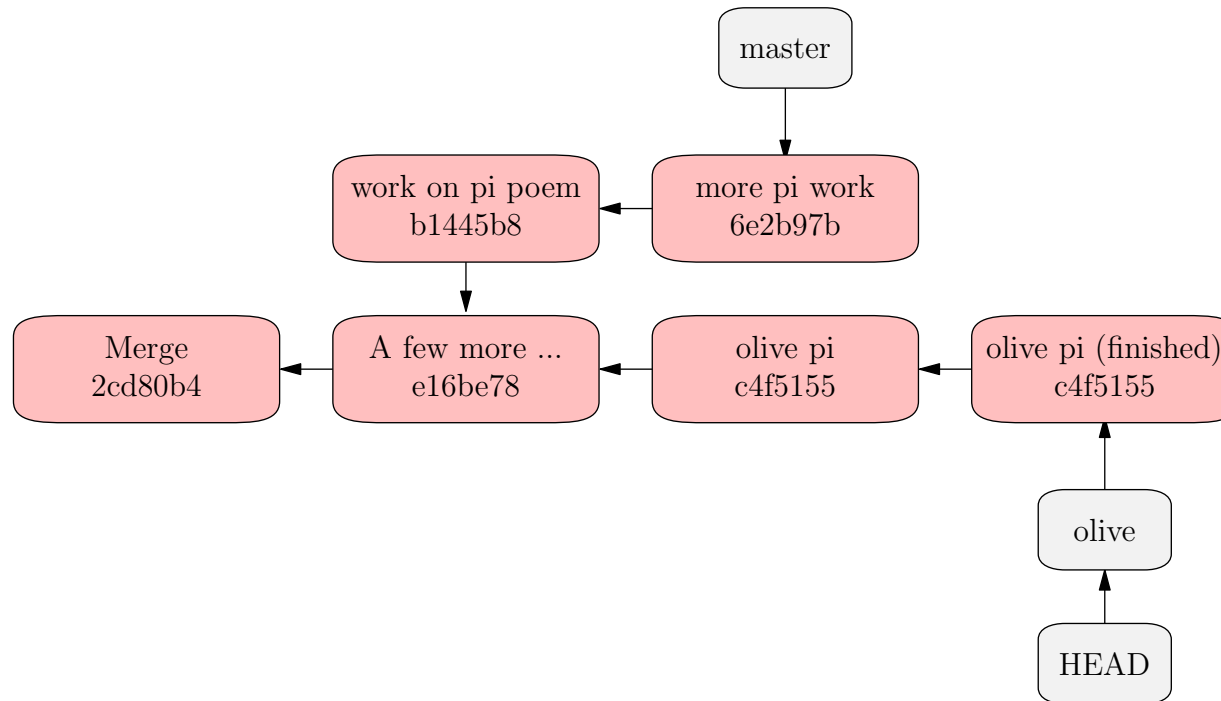 master
work on pi poem
b1445b8
more pi work
6e2b97b
Merge
2cd80b4
A few more ...
e16be78
olive pi
c4f5155
olive pi (finished)
c4f5155
olive
HEAD